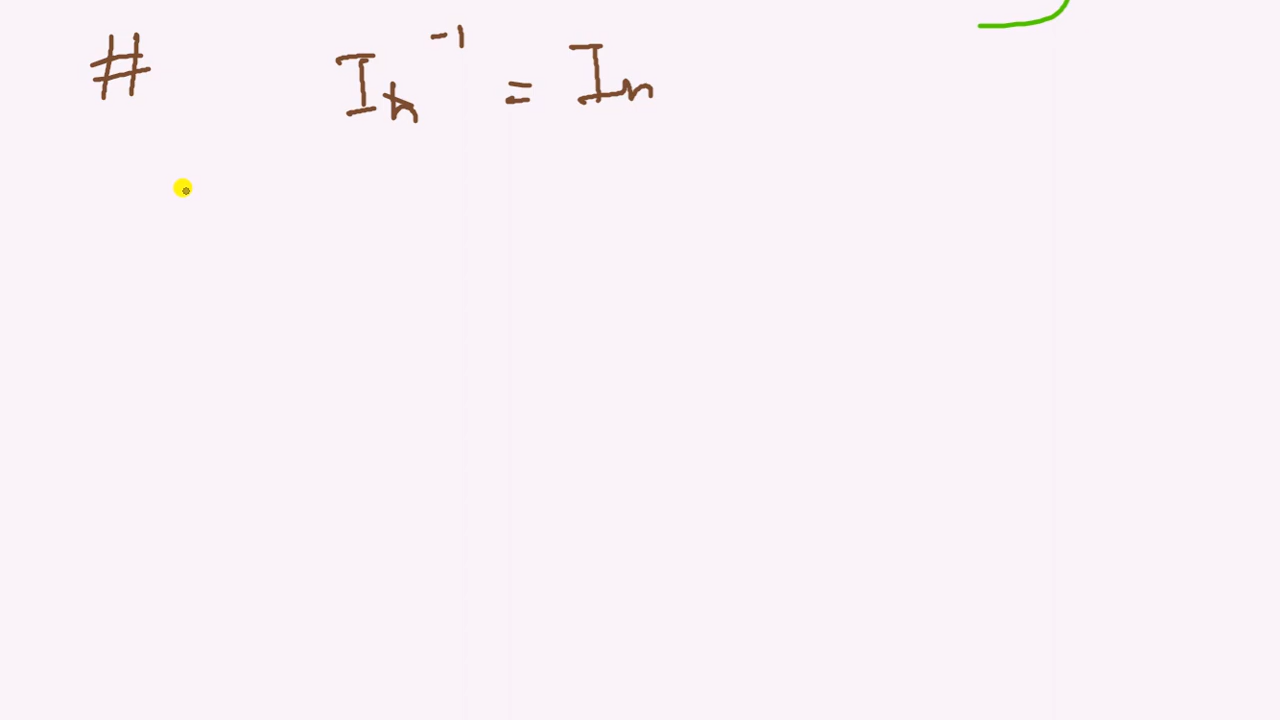 # Iₙ⁻¹ = Iₙ